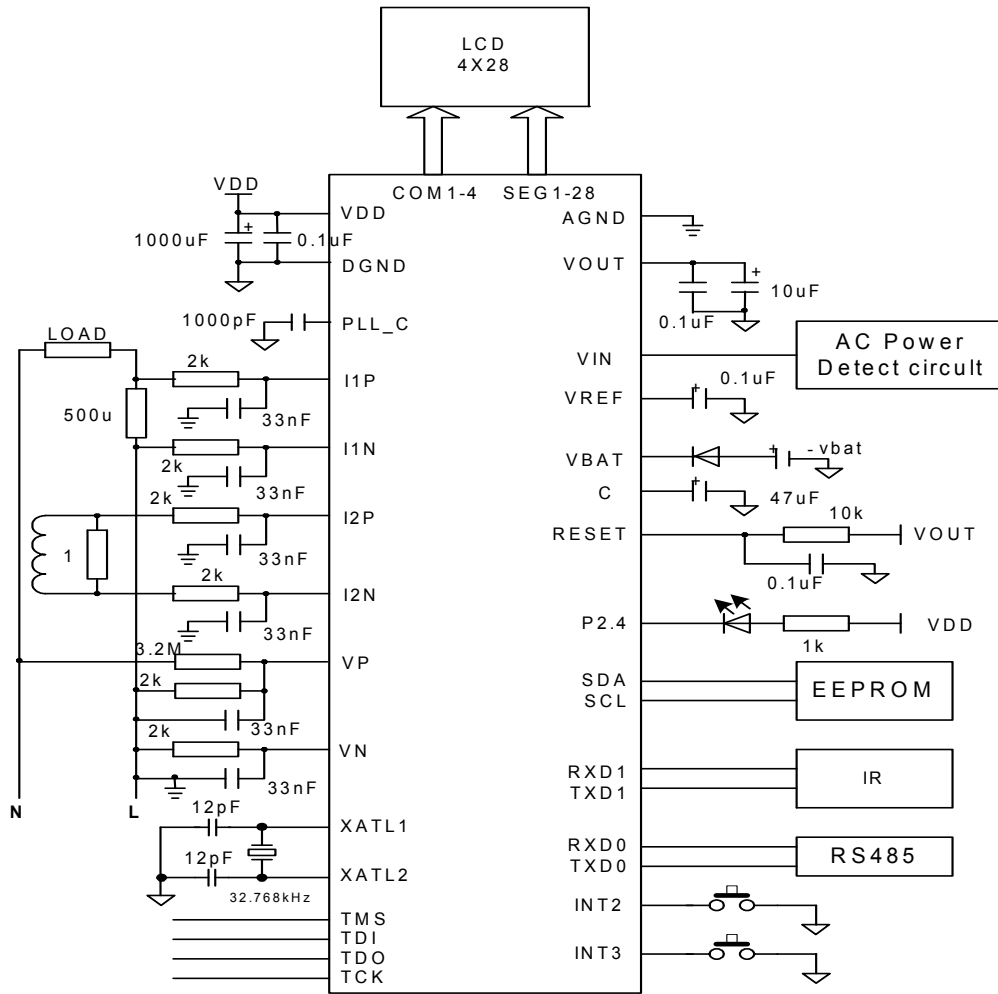 LCD
4X28
COM1-4 SEG1-28
VDD
VDD
1000uF
0.1uF
DGND
1000pF
PLL_C
LOAD
2k
I1P
500u
33nF
I1N
2k
33nF
2k
I2P
33nF
1
2k
I2N
33nF
3.2M
VP
2k
33nF
2k
VN
33nF
N
L
12pF
XATL1
12pF
XATL2
32.768kHz
TMS
TDI
TDO
TCK
AGND
VOUT
+
10uF
0.1uF
VIN
AC Power
Detect circult
0.1uF
VREF
+
VBAT
+
-vbat
C
+
47uF
RESET
10k
VOUT
0.1uF
P2.4
VDD
1k
SDA
SCL
EEPROM
RXD1
TXD1
IR
RXD0
TXD0
RS485
INT2
INT3